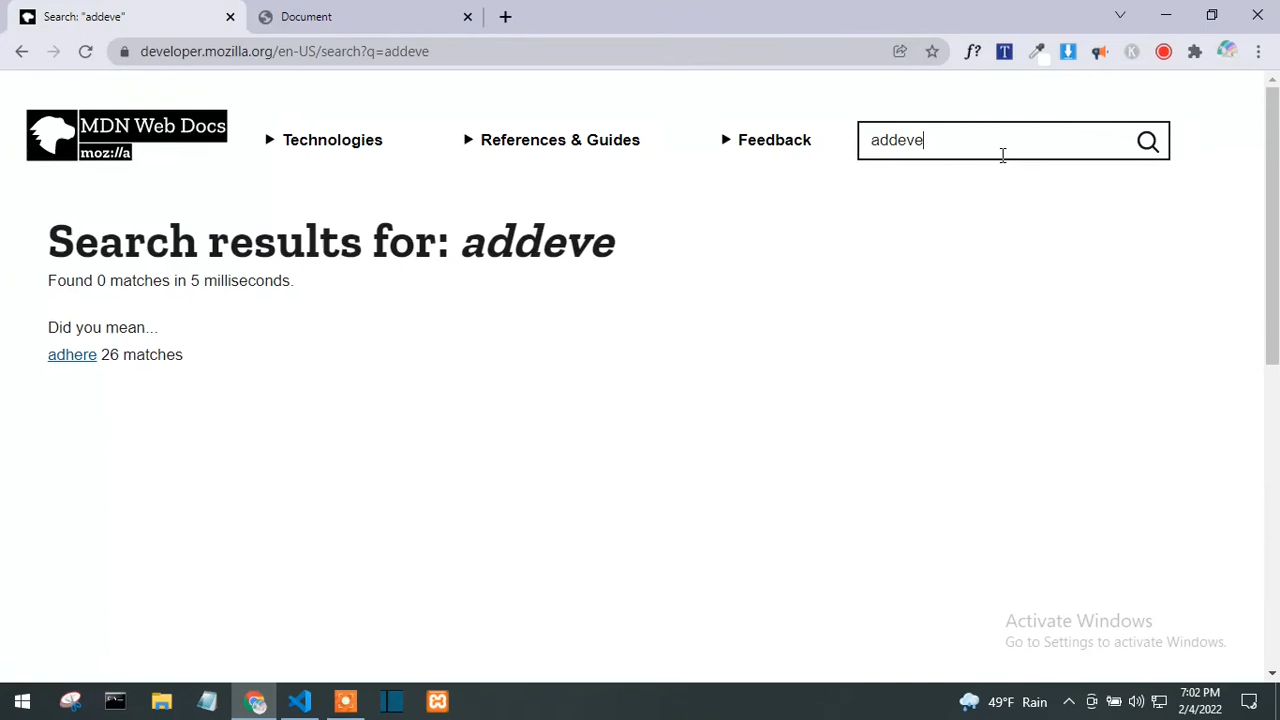 Search: "addeve"
Document
developer.mozilla.org/en-US/search?q=addeve
f?
T
K
MDN Web Docs
moz://a
Technologies
References & Guides
Feedback
addeve
Search results for: addeve
Found 0 matches in 5 milliseconds.
Did you mean...
adhere 26 matches
Activate Windows
Go to Settings to activate Windows.
49°F Rain
7:02 PM
2/4/2022